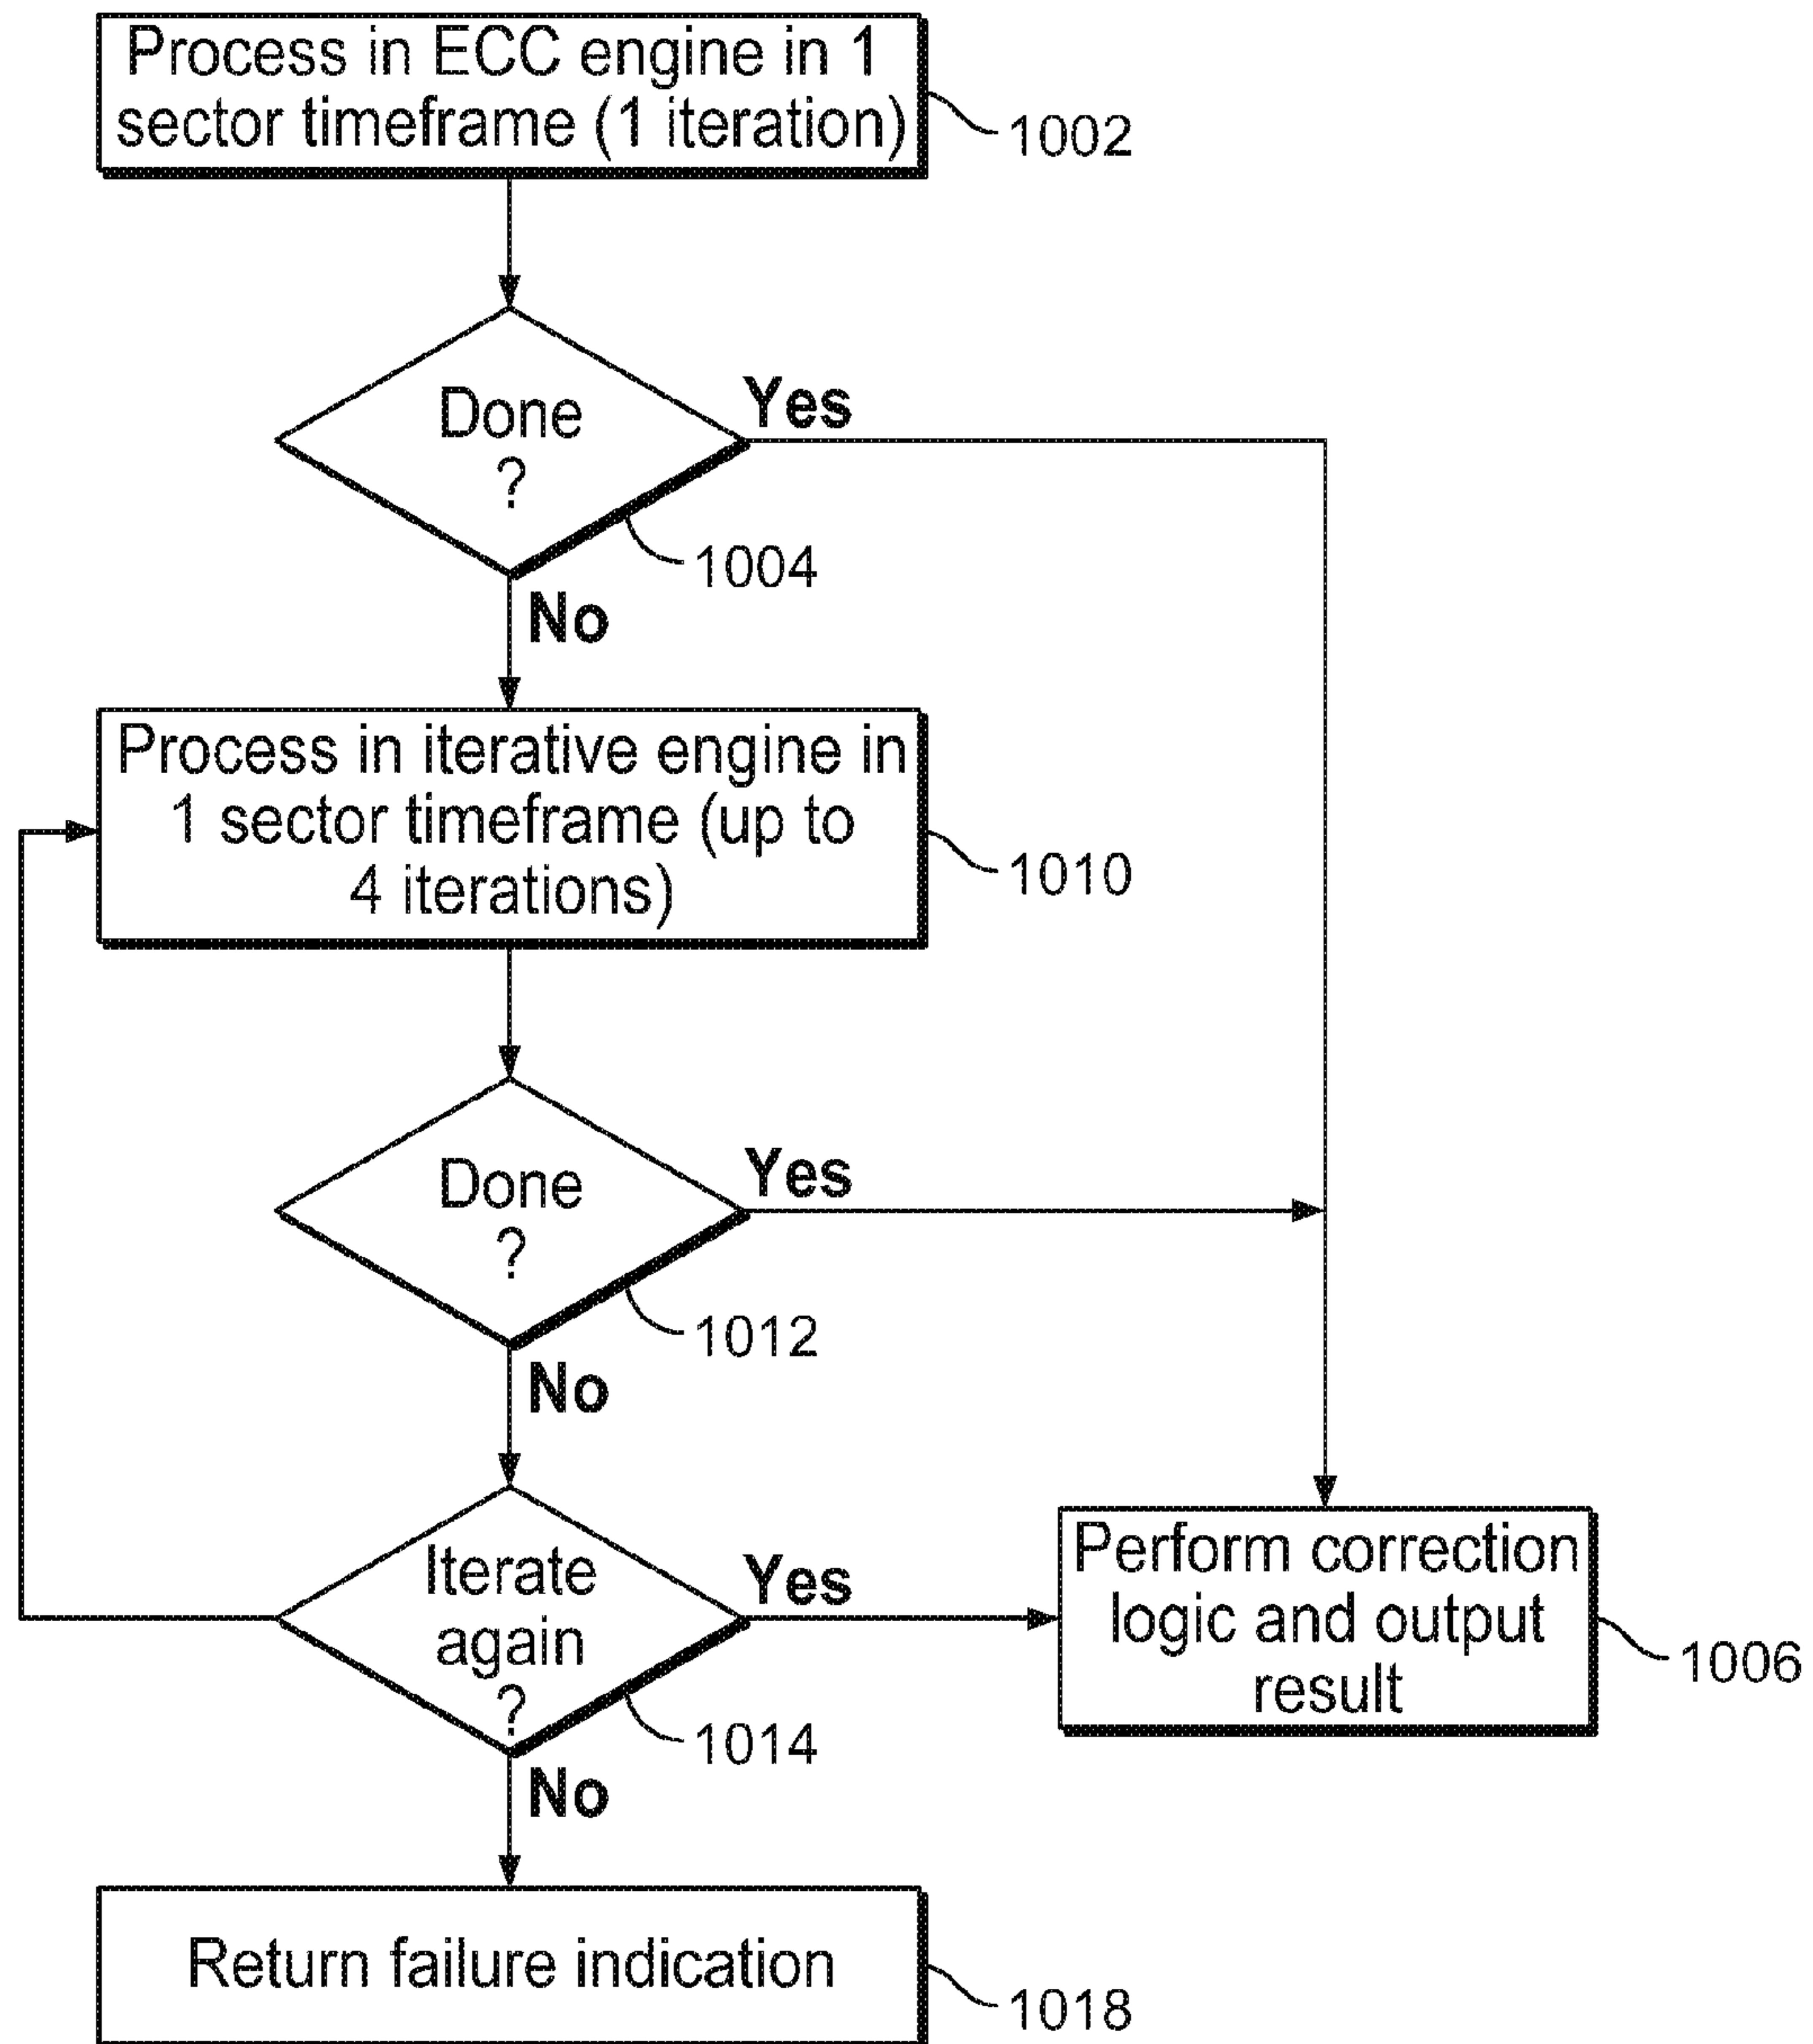 Process in ECC engine in 1
sector timeframe (1 iteration)
1002
Done
?
Yes
1004
No
Process in iterative engine in
1 sector timeframe (up to
4 iterations)
1010
Done
?
Yes
1012
No
Iterate
again
?
Yes
1014
No
Perform correction
logic and output
result
1006
Return failure indication
1018